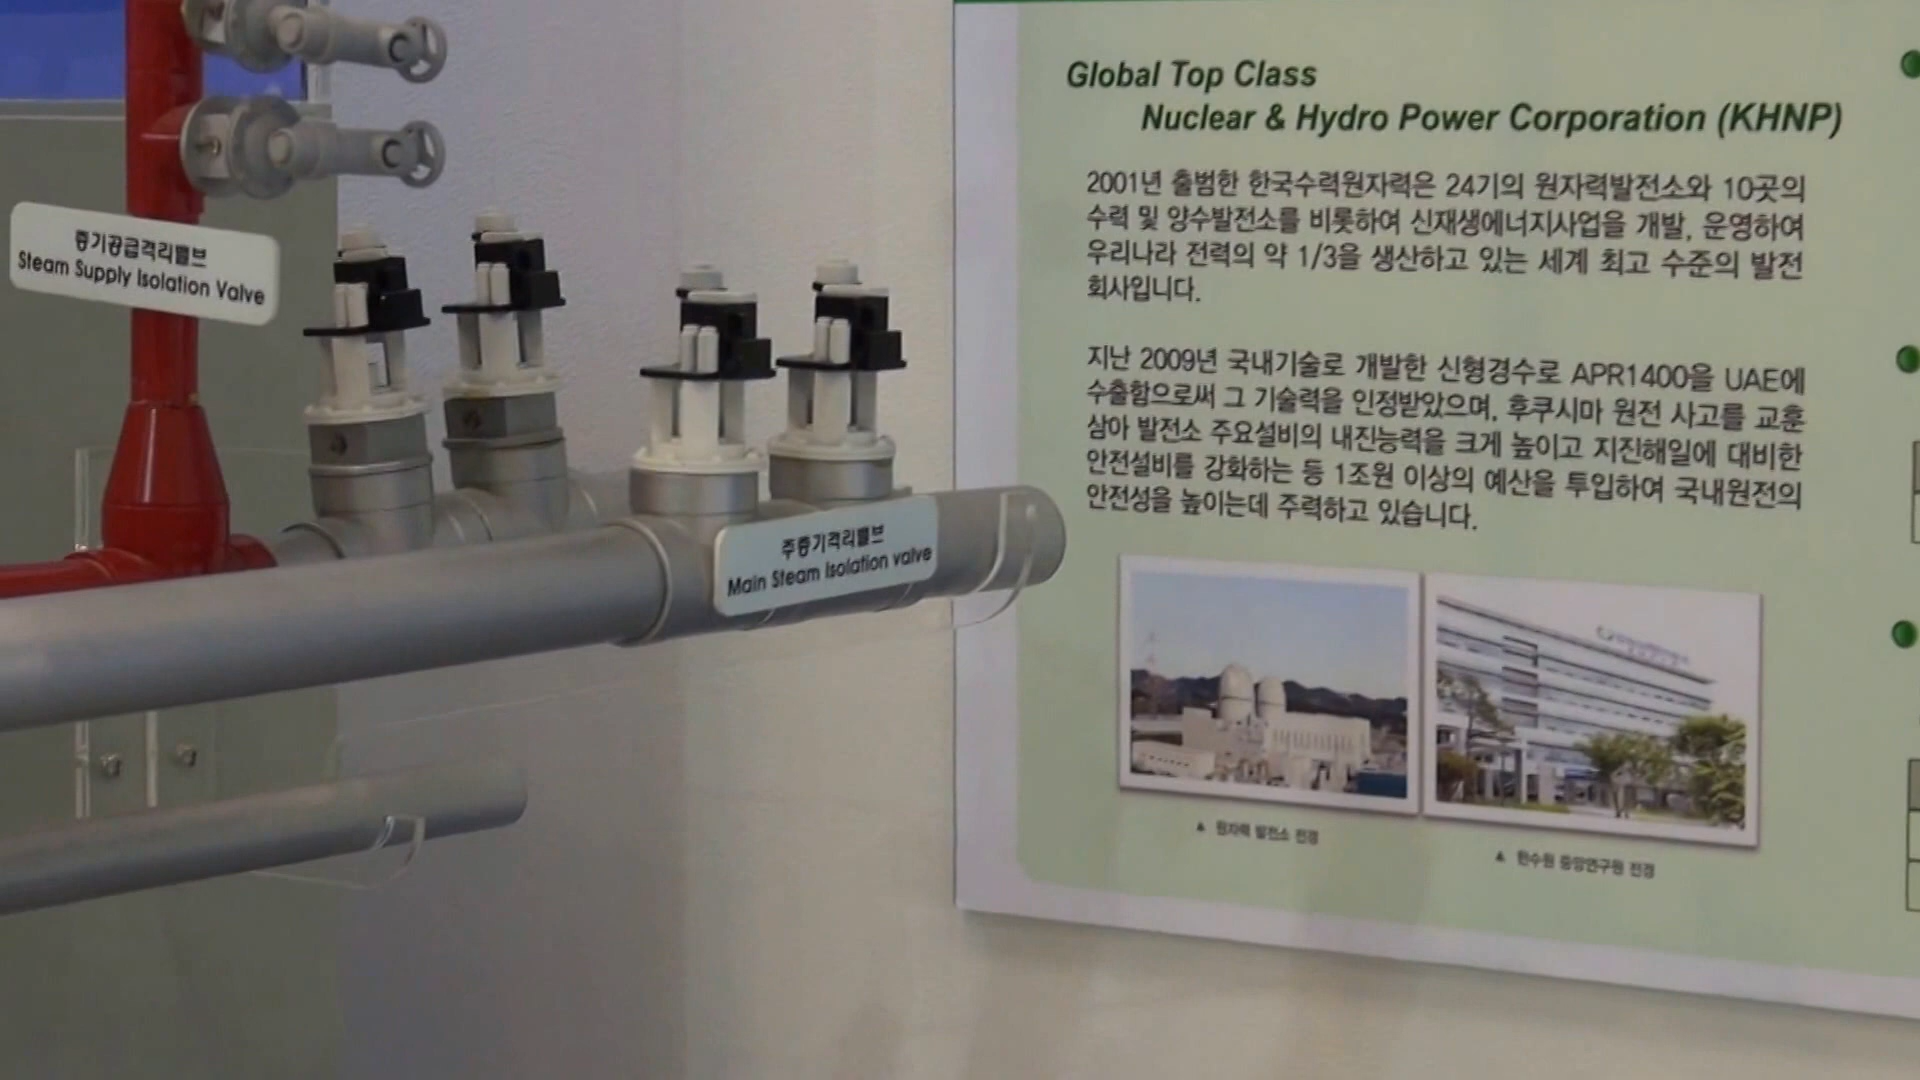 증기공급격리밸브
Steam Supply Isolation Valve
주증기격리밸브
Main Steam Isolation valve
Global Top Class
Nuclear & Hydro Power Corporation (KHNP)
2001년 출범한 한국수력원자력은 24기의 원자력발전소와 10곳의
수력 및 양수발전소를 비롯하여 신재생에너지사업을 개발, 운영하여
우리나라 전력의 약 1/3을 생산하고 있는 세계 최고 수준의 발전
회사입니다.
지난 2009년 국내기술로 개발한 신형경수로 APR1400을 UAE에
수출함으로써 그 기술력을 인정받았으며, 후쿠시마 원전 사고를 교훈
삼아 발전소 주요설비의 내진능력을 크게 높이고 지진해일에 대비한
안전설비를 강화하는 등 1조원 이상의 예산을 투입하여 국내원전의
안전성을 높이는데 주력하고 있습니다.
▲ 원자력 발전소 전경
▲ 한수원 중앙연구원 전경